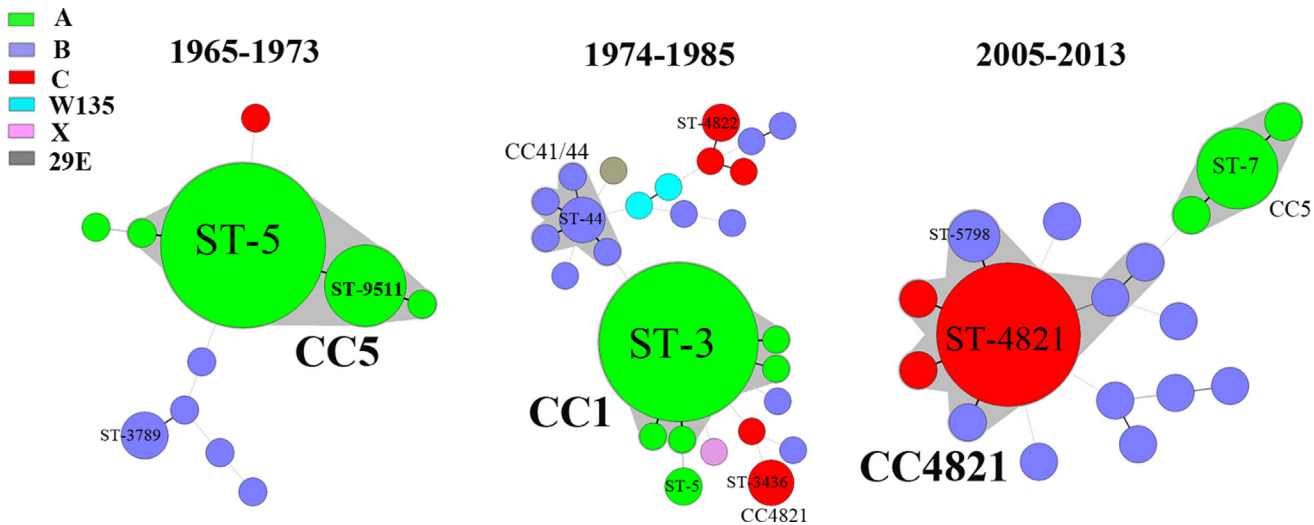 A
B
C
W135
X
29E
1965-1973
ST-5
ST-9511
CC5
ST-3789
1974-1985
ST-4822
CC41/44
ST-44
ST-3
CC1
ST-5
ST-3436
CC4821
2005-2013
ST-7
CC5
ST-5798
ST-4821
CC4821